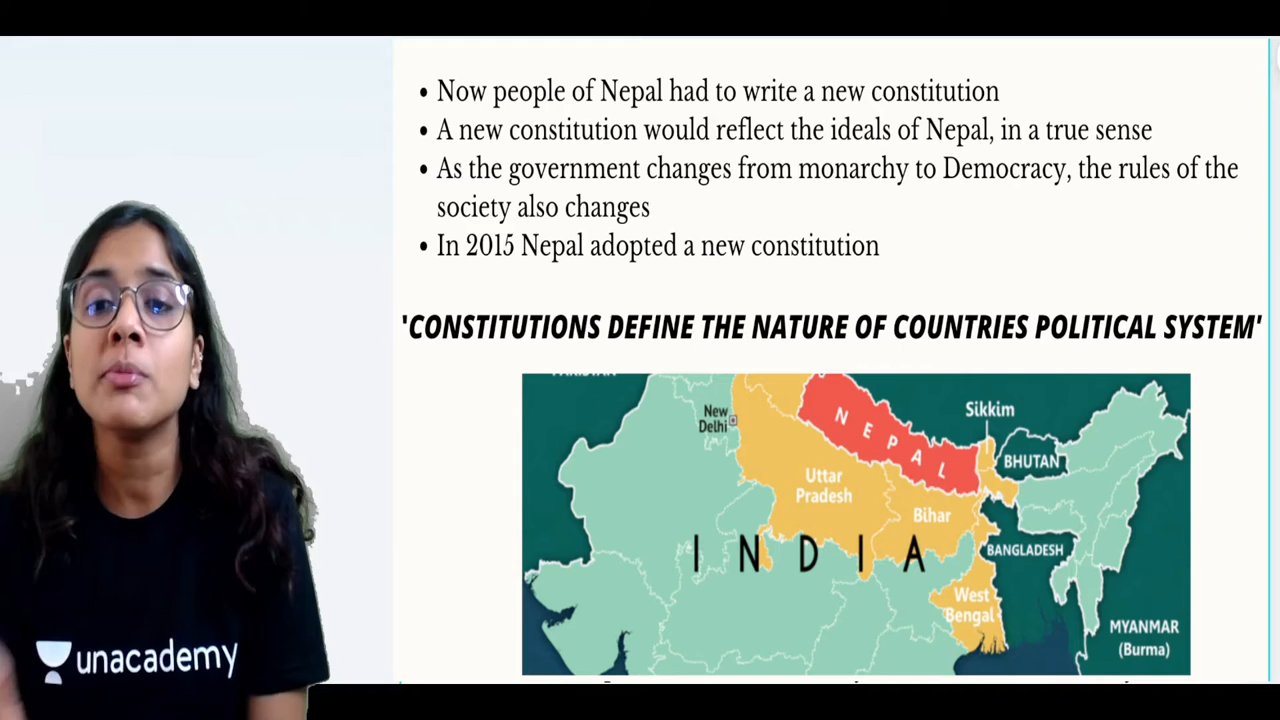 • Now people of Nepal had to write a new constitution
• A new constitution would reflect the ideals of Nepal, in a true sense
• As the government changes from monarchy to Democracy, the rules of the
society also changes
• In 2015 Nepal adopted a new constitution
'CONSTITUTIONS DEFINE THE NATURE OF COUNTRIES POLITICAL SYSTEM'
New
Delhi
NEPAL
Sikkim
BHUTAN
Uttar
Pradesh
Bihar
INDIA
BANGLADESH
West
Bengal
MYANMAR
(Burma)
unacademy